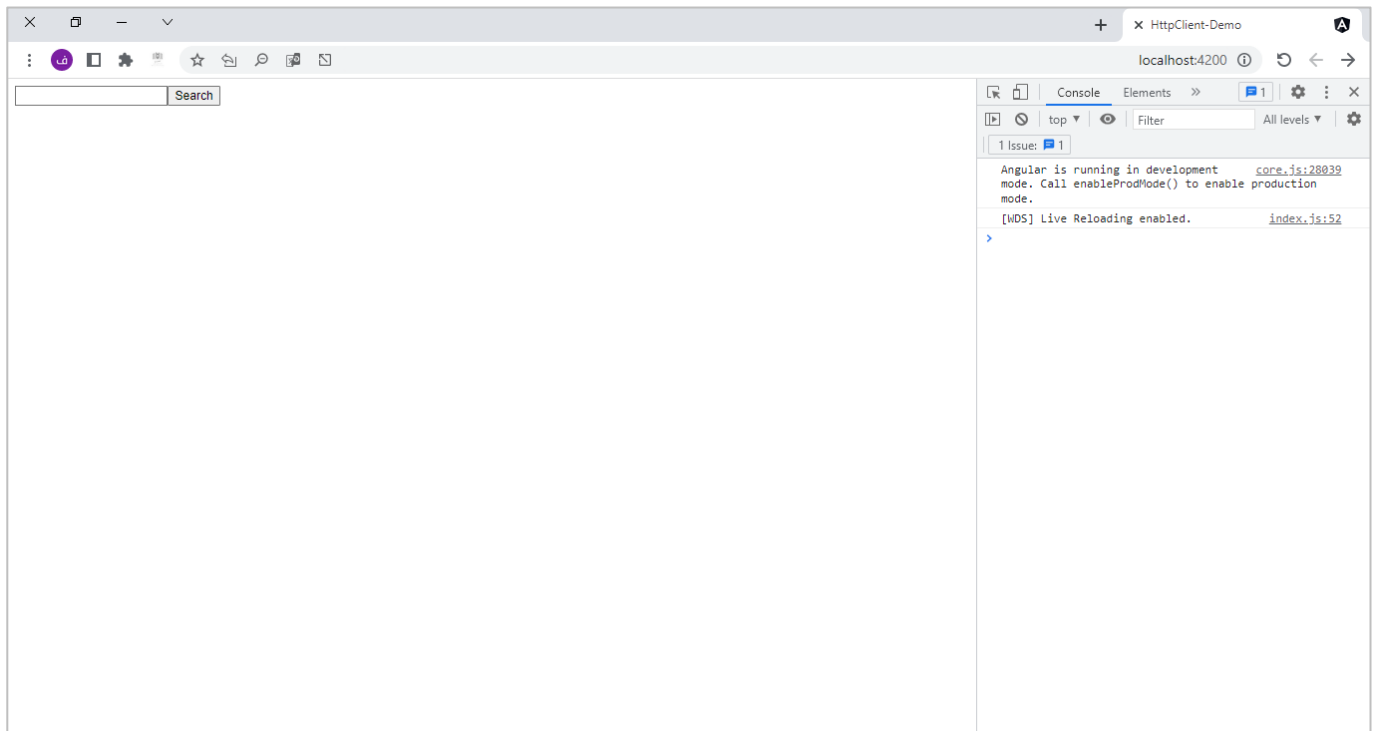 HttpClient-Demo
ف
localhost:4200
Search
Console Elements 1
top Filter All levels
1 Issue: 1
Angular is running in development core.js:28039
mode. Call enableProdMode() to enable production
mode.
[WDS] Live Reloading enabled. index.js:52